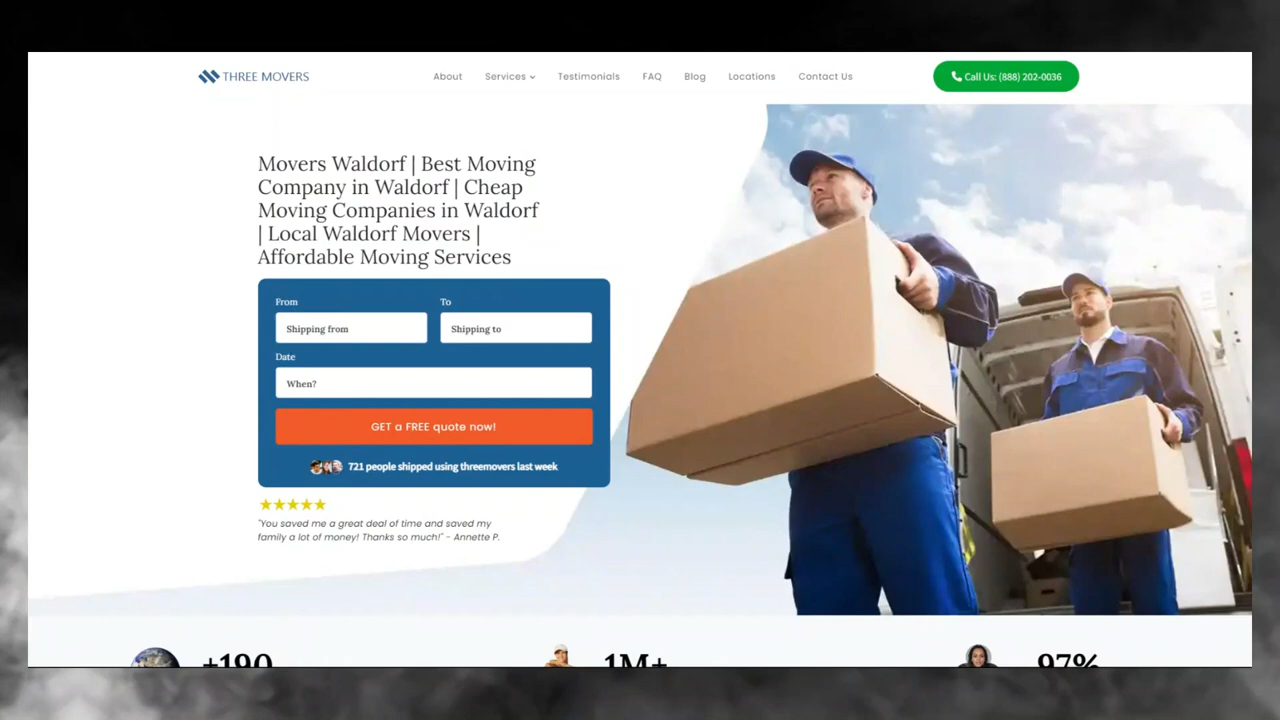 THREE MOVERS
About Services Testimonials FAQ Blog Locations Contact Us
Call Us: (888) 202-0036
Movers Waldorf | Best Moving
Company in Waldorf | Cheap
Moving Companies in Waldorf
| Local Waldorf Movers |
Affordable Moving Services
From To
Shipping from Shipping to
Date
When?
GET a FREE quote now!
721 people shipped using threemovers last week
"You saved me a great deal of time and saved my
family a lot of money! Thanks so much!" - Annette P.
+190 1M+ 97%